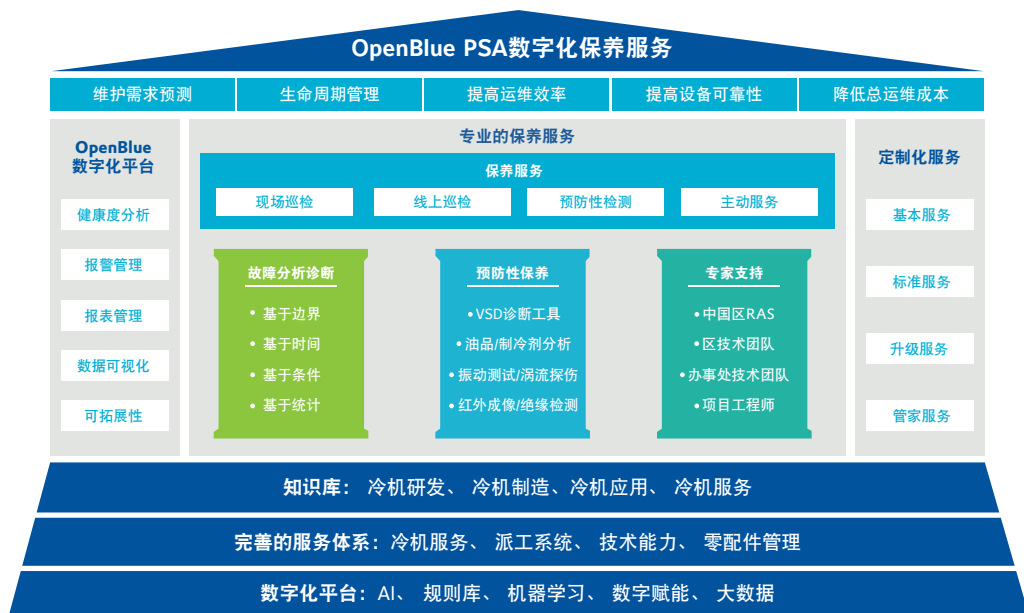 OpenBlue PSA数字化保养服务
维护需求预测
生命周期管理
提高运维效率
提高设备可靠性
降低总运维成本
OpenBlue
数字化平台
健康度分析
报警管理
报表管理
数据可视化
可拓展性
专业的保养服务
保养服务
现场巡检
线上巡检
预防性检测
主动服务
故障分析诊断
• 基于边界
• 基于时间
• 基于条件
• 基于统计
预防性保养
•VSD诊断工具
•油品/制冷剂分析
•振动测试/涡流探伤
•红外成像/绝缘检测
专家支持
•中国区RAS
•区技术团队
•办事处技术团队
•项目工程师
定制化服务
基本服务
标准服务
升级服务
管家服务
知识库： 冷机研发、 冷机制造、冷机应用、 冷机服务
完善的服务体系：冷机服务、 派工系统、 技术能力、 零配件管理
数字化平台：AI、 规则库、 机器学习、 数字赋能、 大数据